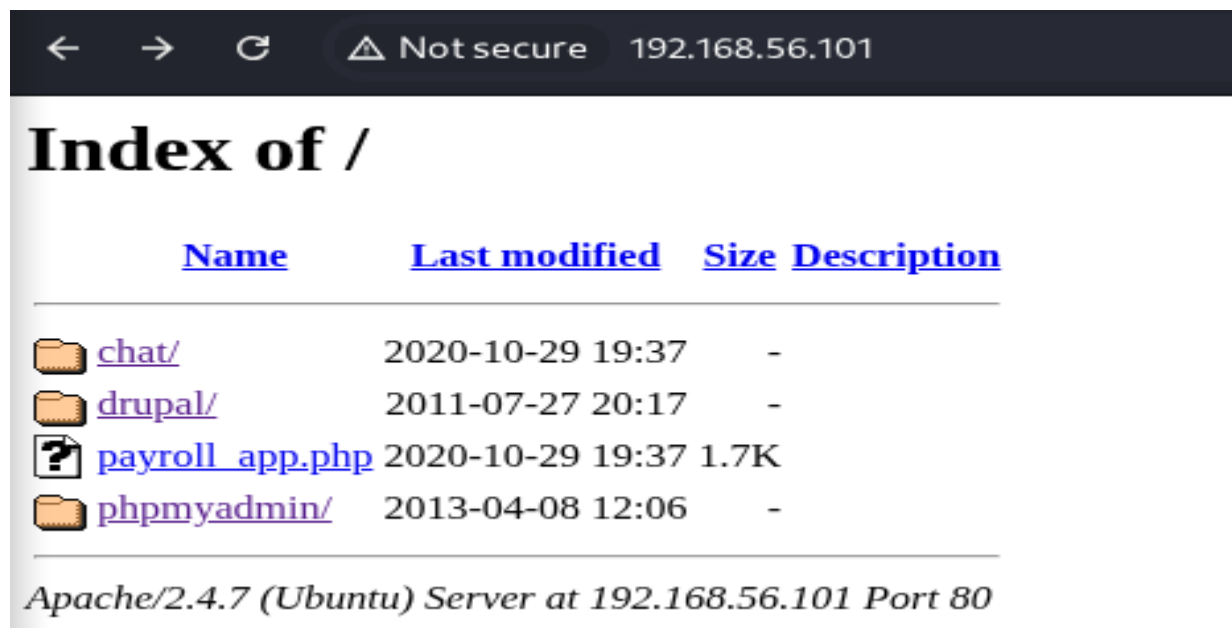 Not secure 192.168.56.101
Index of /
Name Last modified Size Description
chat/ 2020-10-29 19:37 -
drupal/ 2011-07-27 20:17 -
payroll_app.php 2020-10-29 19:37 1.7K
phpmyadmin/ 2013-04-08 12:06 -
Apache/2.4.7 (Ubuntu) Server at 192.168.56.101 Port 80